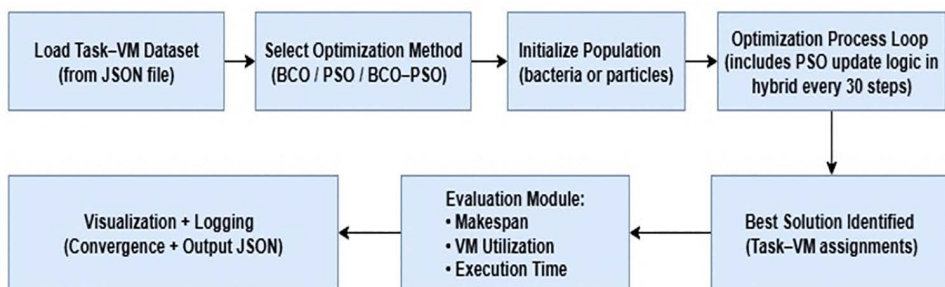 Load Task–VM Dataset
(from JSON file)
Select Optimization Method
(BCO / PSO / BCO–PSO)
Initialize Population
(bacteria or particles)
Optimization Process Loop
(includes PSO update logic in
hybrid every 30 steps)
Best Solution Identified
(Task–VM assignments)
Evaluation Module:
• Makespan
• VM Utilization
• Execution Time
Visualization + Logging
(Convergence + Output JSON)